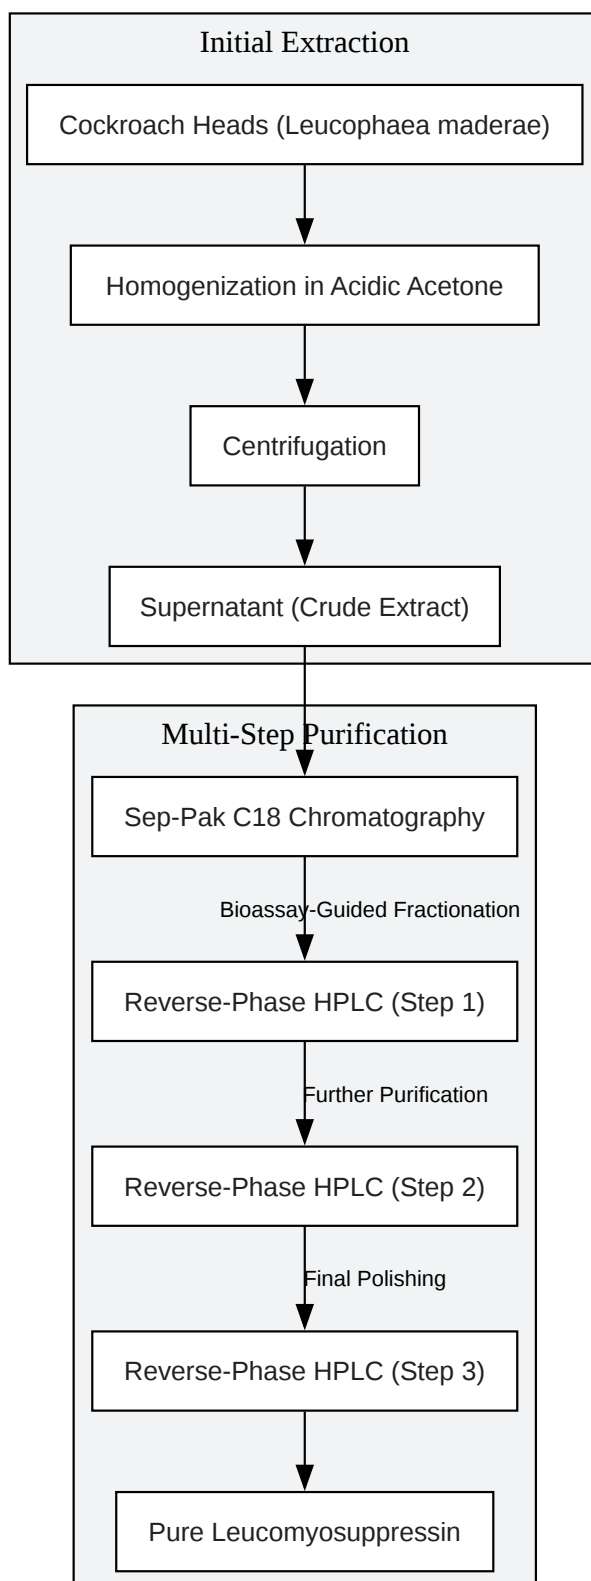 Initial Extraction
Cockroach Heads (Leucophaea maderae)
Homogenization in Acidic Acetone
Centrifugation
Supernatant (Crude Extract)
Multi-Step Purification
Sep-Pak C18 Chromatography
Bioassay-Guided Fractionation
Reverse-Phase HPLC (Step 1)
Further Purification
Reverse-Phase HPLC (Step 2)
Final Polishing
Reverse-Phase HPLC (Step 3)
Pure Leucomyosuppressin